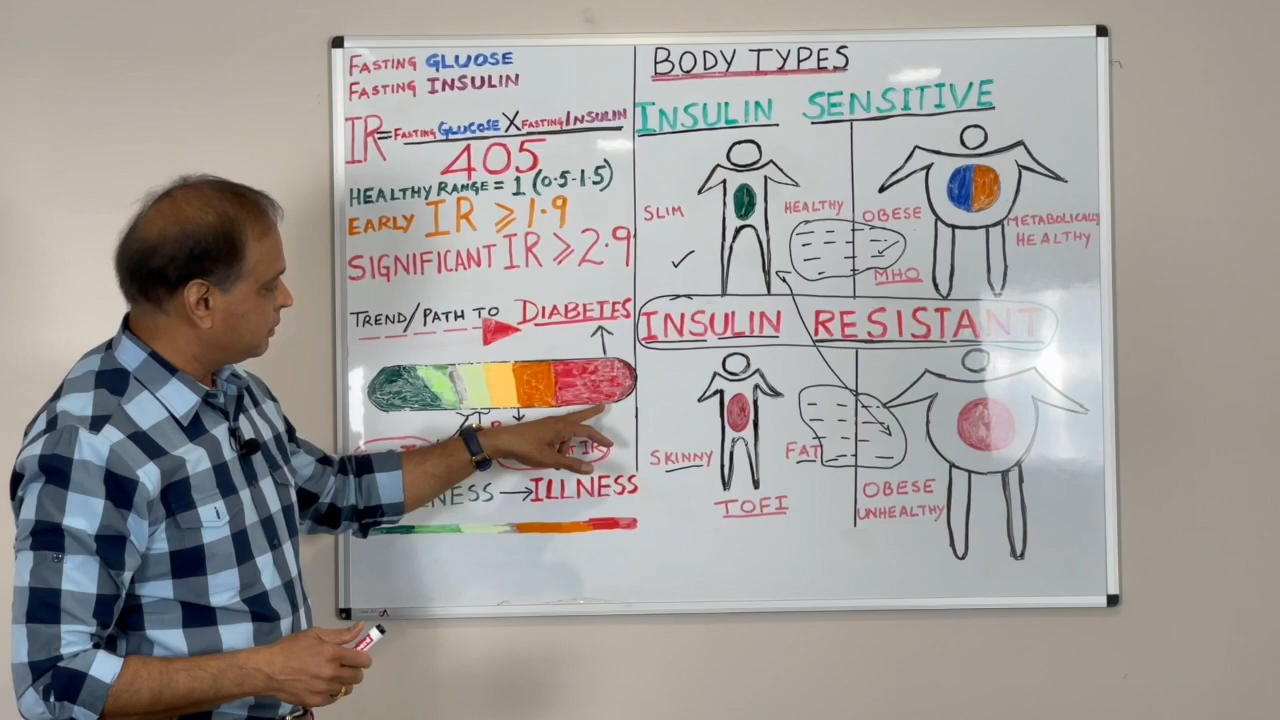 FASTING GLUOSE
FASTING INSULIN
IR = FASTING GLUCOSE X FASTING INSULIN
405
HEALTHY RANGE = 1 (0.5-1.5)
EARLY IR ⩾ 1.9
SIGNIFICANT IR ⩾ 2.9
TREND/PATH TO DIABETES
IR
→ ILLNESS
BODY TYPES
INSULIN SENSITIVE
SLIM
HEALTHY
OBESE
METABOLICALLY
HEALTHY
MHO
INSULIN RESISTANT
SKINNY
FAT
TOFI
OBESE
UNHEALTHY